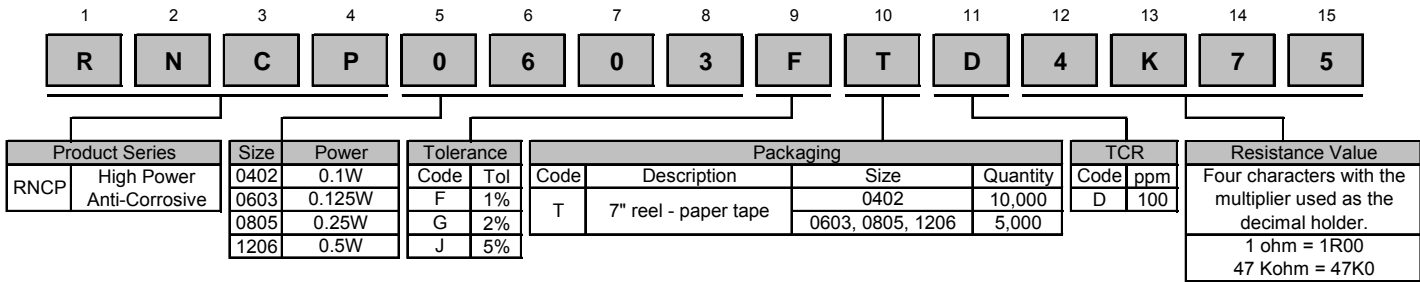 1 2 3 4 5 6 7 8 9 10 11 12 13 14 15
R N C P 0 6 0 3 F T D 4 K 7 5
Product Series
RNCP High Power
Anti-Corrosive
Size Power
0402 0.1W
0603 0.125W
0805 0.25W
1206 0.5W
Tolerance
Code Tol
F 1%
G 2%
J 5%
Packaging
Code Description Size Quantity
T 7" reel - paper tape 0402 10,000
0603, 0805, 1206 5,000
TCR
Code ppm
D 100
Resistance Value
Four characters with the
multiplier used as the
decimal holder.
1 ohm = 1R00
47 Kohm = 47K0